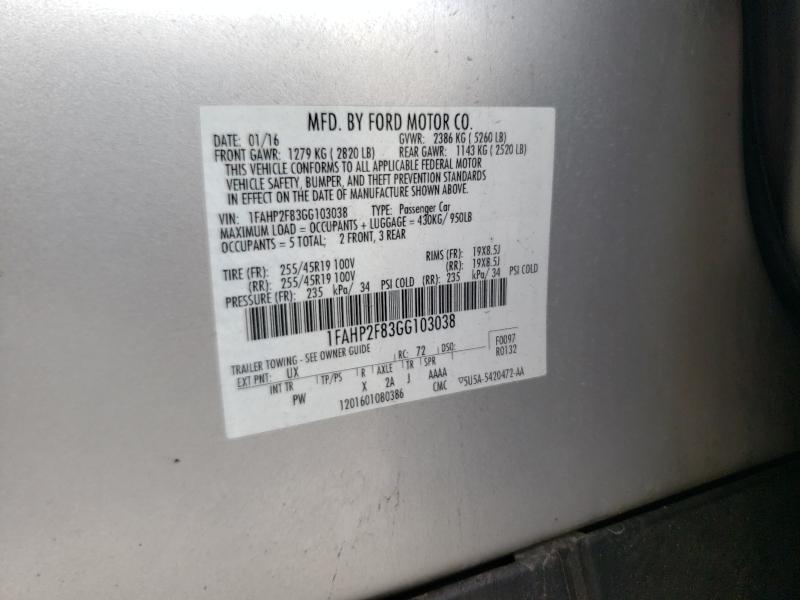 MFD. BY FORD MOTOR CO.
DATE: 01/16 GVWR: 2386 KG ( 5260 LB)
FRONT GAWR: 1279 KG ( 2820 LB) REAR GAWR: 1143 KG ( 2520 LB)
THIS VEHICLE CONFORMS TO ALL APPLICABLE FEDERAL MOTOR
VEHICLE SAFETY, BUMPER, AND THEFT PREVENTION STANDARDS
IN EFFECT ON THE DATE OF MANUFACTURE SHOWN ABOVE.
VIN: 1FAHP2F83GG103038 TYPE: Passenger Car
MAXIMUM LOAD = OCCUPANTS + LUGGAGE = 430KG/ 950LB
OCCUPANTS = 5 TOTAL; 2 FRONT, 3 REAR
TIRE (FR): 255/45R19 100V RIMS (FR): 19X8.5J
(RR): 255/45R19 100V (RR): 19X8.5J
PRESSURE (FR): 235 kPa/ 34 PSI COLD (RR): 235 kPa/ 34 PSI COLD
1FAHP2F83GG103038
TRAILER TOWING - SEE OWNER GUIDE
F0097
R0132
EXT PNT: UX RC: 72 DSO:
INT TR TP/PS R AXLE TR SPR
PW X 2A J AAAA
1201601080386 CMC 5U5A-5420472-AA